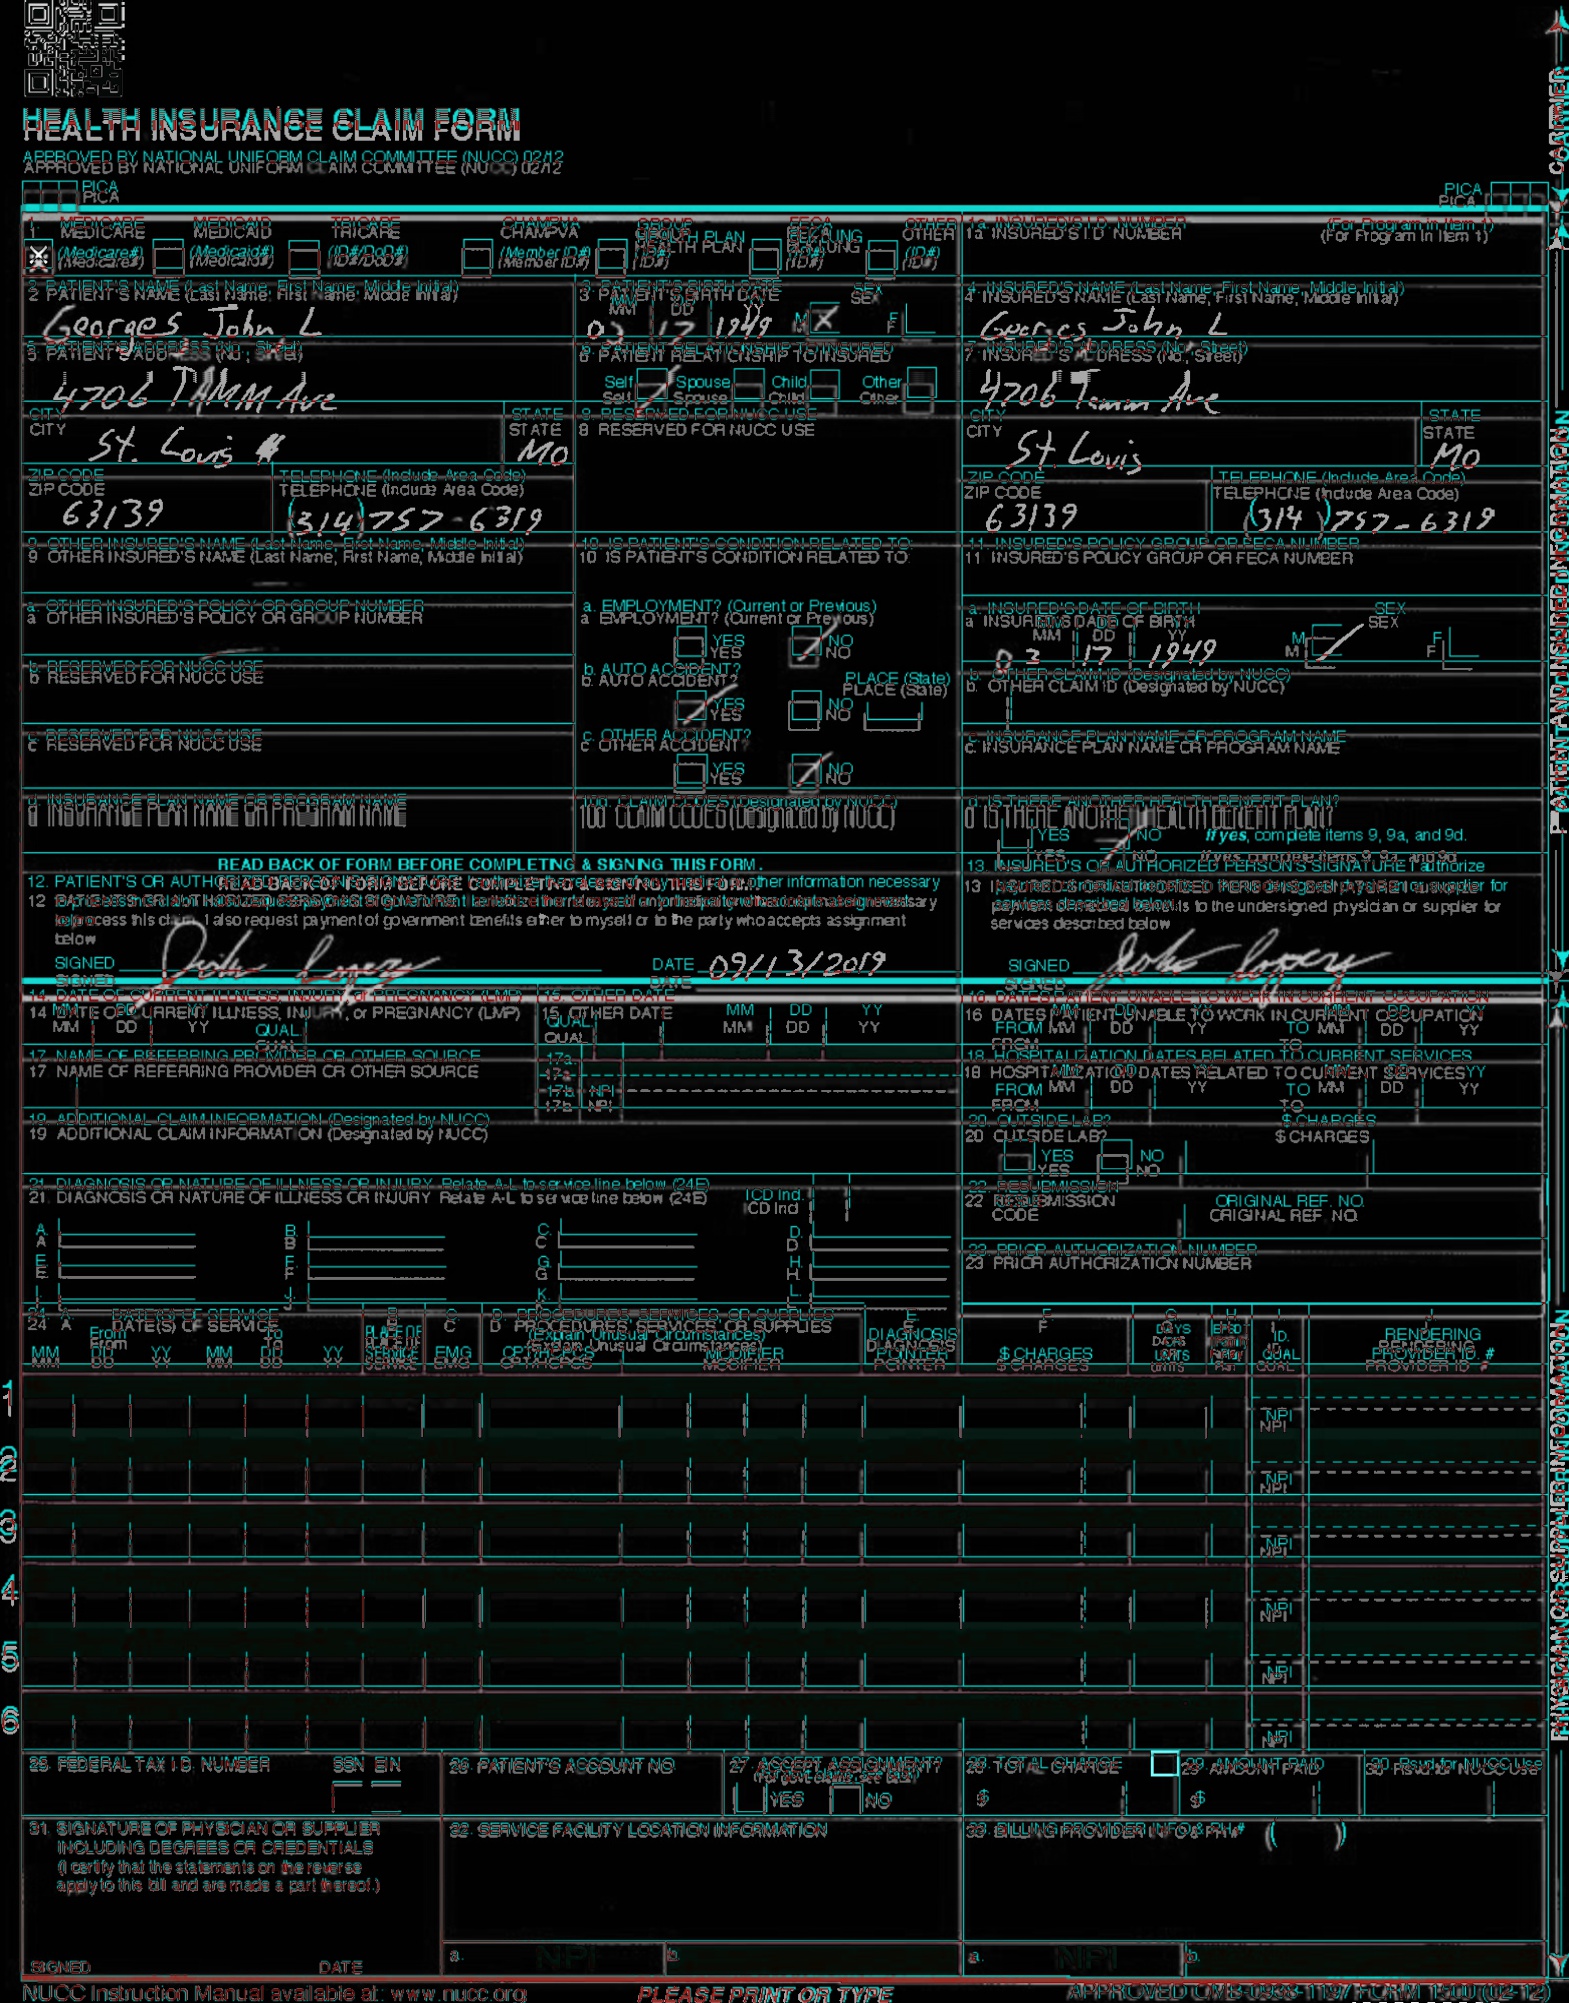 HEALTH INSURANCE CLAIM FORM
APPROVED BY NATIONAL UNIFORM CLAIM COMMITTEE (NUCC) 02/12
PICA
PICA
CARRIER
1. MEDICARE MEDICAID TRICARE CHAMPVA GROUP HEALTH PLAN FECA OTHER
(Medicare#) (Medicaid#) (ID#/DoD#) (Member ID#) (ID#) (ID#) (ID#)
1a. INSURED'S I.D. NUMBER (For Program in Item 1)
2. PATIENT'S NAME (Last Name, First Name, Middle Initial)
Georges John L
3. PATIENT'S BIRTH DATE SEX
MM DD YY
03 17 1949 M X F
4. INSURED'S NAME (Last Name, First Name, Middle Initial)
Georges John L
5. PATIENT'S ADDRESS (No., Street)
4706 TAMM Ave
6. PATIENT RELATIONSHIP TO INSURED
Self Spouse Child Other
7. INSURED'S ADDRESS (No., Street)
4706 Tamm Ave
CITY STATE
St. Louis MO
8. RESERVED FOR NUCC USE
CITY STATE
St Louis MO
ZIP CODE TELEPHONE (Include Area Code)
63139 (314) 757-6319
ZIP CODE TELEPHONE (Include Area Code)
63139 (314) 757-6319
9. OTHER INSURED'S NAME (Last Name, First Name, Middle Initial)
10. IS PATIENT'S CONDITION RELATED TO:
11. INSURED'S POLICY GROUP OR FECA NUMBER
a. OTHER INSURED'S POLICY OR GROUP NUMBER
a. EMPLOYMENT? (Current or Previous)
YES NO
a. INSURED'S DATE OF BIRTH SEX
MM DD YY
03 17 1949 M F
b. RESERVED FOR NUCC USE
b. AUTO ACCIDENT? PLACE (State)
YES NO
b. OTHER CLAIM ID (Designated by NUCC)
c. RESERVED FOR NUCC USE
c. OTHER ACCIDENT?
YES NO
c. INSURANCE PLAN NAME OR PROGRAM NAME
d. INSURANCE PLAN NAME OR PROGRAM NAME
10d. CLAIM CODES (Designated by NUCC)
d. IS THERE ANOTHER HEALTH BENEFIT PLAN?
YES NO If yes, complete items 9, 9a, and 9d.
READ BACK OF FORM BEFORE COMPLETING & SIGNING THIS FORM.
12. PATIENT'S OR AUTHORIZED PERSON'S SIGNATURE other information necessary
to process this claim. I also request payment of government benefits either to myself or to the party who accepts assignment
below
SIGNED DATE 09/13/2019
13. INSURED'S OR AUTHORIZED PERSON'S SIGNATURE I authorize
payment of medical benefits to the undersigned physician or supplier for
services described below
SIGNED
PATIENT AND INSURED INFORMATION
14. DATE OF CURRENT ILLNESS, INJURY, or PREGNANCY (LMP)
MM DD YY QUAL.
15. OTHER DATE
QUAL. MM DD YY
16. DATES PATIENT UNABLE TO WORK IN CURRENT OCCUPATION
FROM MM DD YY TO MM DD YY
17. NAME OF REFERRING PROVIDER OR OTHER SOURCE
17a.
17b. NPI
18. HOSPITALIZATION DATES RELATED TO CURRENT SERVICES
FROM MM DD YY TO MM DD YY
19. ADDITIONAL CLAIM INFORMATION (Designated by NUCC)
20. OUTSIDE LAB? $ CHARGES
YES NO
21. DIAGNOSIS OR NATURE OF ILLNESS OR INJURY Relate A-L to service line below (24E)
ICD Ind.
A. B. C. D.
E. F. G. H.
I. J. K. L.
22. RESUBMISSION CODE ORIGINAL REF. NO.
23. PRIOR AUTHORIZATION NUMBER
24. A. DATE(S) OF SERVICE B. C. D. PROCEDURES, SERVICES, OR SUPPLIES E. F. G. H. I. J.
From To PLACE OF (Explain Unusual Circumstances) DIAGNOSIS DAYS ID. RENDERING
MM DD YY MM DD YY SERVICE EMG CPT/HCPCS MODIFIER POINTER $ CHARGES UNITS QUAL. PROVIDER ID. #
1 NPI
2 NPI
3 NPI
4 NPI
5 NPI
6 NPI
PHYSICIAN OR SUPPLIER INFORMATION
25. FEDERAL TAX I.D. NUMBER SSN EIN
26. PATIENT'S ACCOUNT NO.
27. ACCEPT ASSIGNMENT?
(For govt. claims, see back)
YES NO
28. TOTAL CHARGE
$
29. AMOUNT PAID
$
30. Rsvd for NUCC Use
31. SIGNATURE OF PHYSICIAN OR SUPPLIER
INCLUDING DEGREES OR CREDENTIALS
(I certify that the statements on the reverse
apply to this bill and are made a part thereof.)
SIGNED DATE
32. SERVICE FACILITY LOCATION INFORMATION
a. NPI b.
33. BILLING PROVIDER INFO & PH# ( )
a. NPI b.
NUCC Instruction Manual available at: www.nucc.org
PLEASE PRINT OR TYPE
APPROVED OMB-0938-1197 FORM 1500 (02-12)